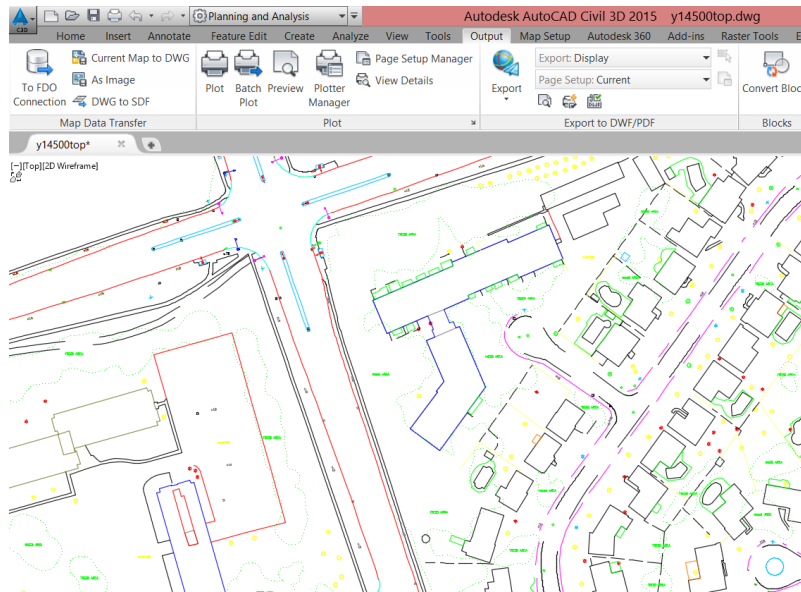 Planning and Analysis
Autodesk AutoCAD Civil 3D 2015 y14500top.dwg
C3D
Home Insert Annotate Feature Edit Create Analyze View Tools Output Map Setup Autodesk 360 Add-ins Raster Tools E
Current Map to DWG
As Image
DWG to SDF
To FDO
Connection
Plot
Batch
Plot
Preview
Plotter
Manager
Page Setup Manager
View Details
Export
Export: Display
Page Setup: Current
Convert Bloc
Map Data Transfer
Plot
Export to DWF/PDF
Blocks
y14500top*
[−][Top][2D Wireframe]